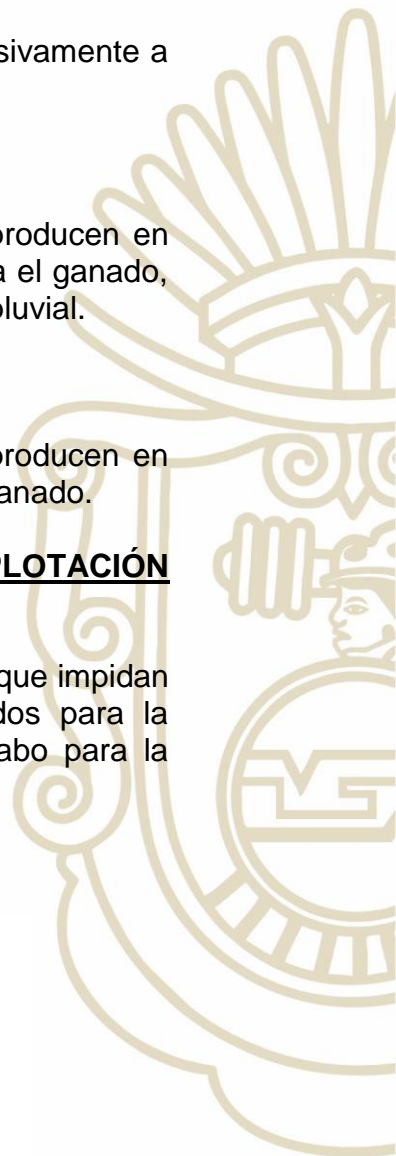 sivamente a
producen en
a el ganado,
pluvial.
producen en
anado.
PLOTACIÓN
que impidan
dos para la
abo para la